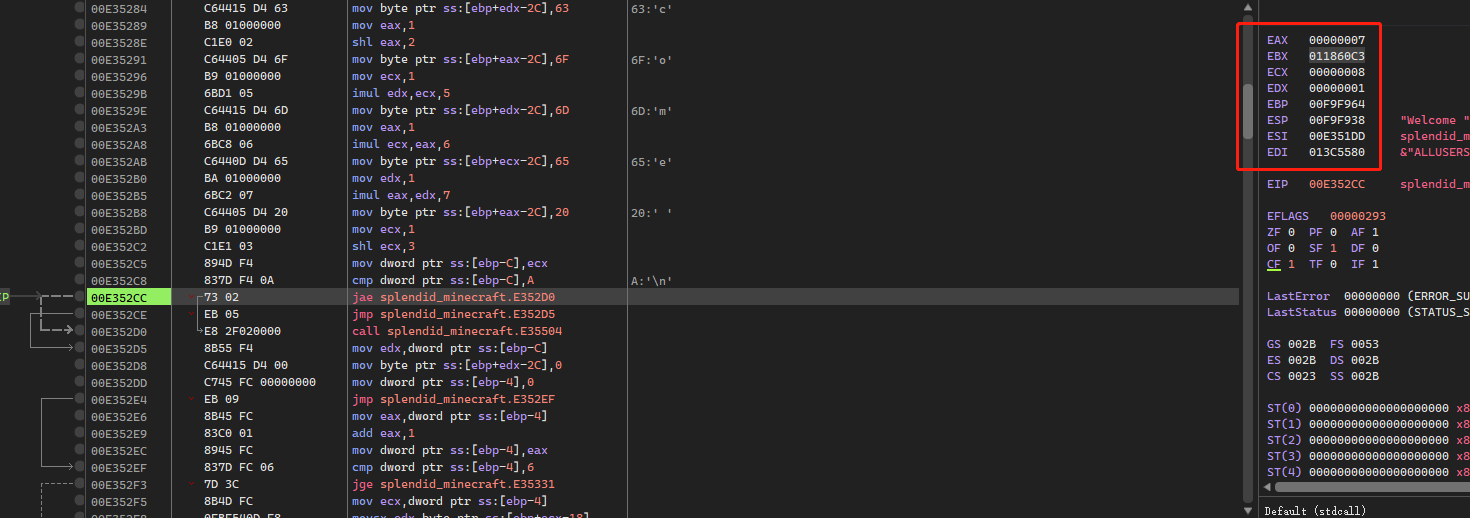 00E35284 C64415 D4 63 mov byte ptr ss:[ebp+edx-2C],63 63:'c'
00E35289 B8 01000000 mov eax,1
00E3528E C1E0 02 shl eax,2
00E35291 C64405 D4 6F mov byte ptr ss:[ebp+eax-2C],6F 6F:'o'
00E35296 B9 01000000 mov ecx,1
00E3529B 6BD1 05 imul edx,ecx,5
00E3529E C64415 D4 6D mov byte ptr ss:[ebp+edx-2C],6D 6D:'m'
00E352A3 B8 01000000 mov eax,1
00E352A8 6BC8 06 imul ecx,eax,6
00E352AB C6440D D4 65 mov byte ptr ss:[ebp+ecx-2C],65 65:'e'
00E352B0 BA 01000000 mov edx,1
00E352B5 6BC2 07 imul eax,edx,7
00E352B8 C64405 D4 20 mov byte ptr ss:[ebp+eax-2C],20 20:' '
00E352BD B9 01000000 mov ecx,1
00E352C2 C1E1 03 shl ecx,3
00E352C5 894D F4 mov dword ptr ss:[ebp-C],ecx
00E352C8 837D F4 0A cmp dword ptr ss:[ebp-C],A A:'\n'
00E352CC 73 02 jae splendid_minecraft.E352D0
00E352CE EB 05 jmp splendid_minecraft.E352D5
00E352D0 E8 2F020000 call splendid_minecraft.E35504
00E352D5 8B55 F4 mov edx,dword ptr ss:[ebp-C]
00E352D8 C64415 D4 00 mov byte ptr ss:[ebp+edx-2C],0
00E352DD C745 FC 00000000 mov dword ptr ss:[ebp-4],0
00E352E4 EB 09 jmp splendid_minecraft.E352EF
00E352E6 8B45 FC mov eax,dword ptr ss:[ebp-4]
00E352E9 83C0 01 add eax,1
00E352EC 8945 FC mov dword ptr ss:[ebp-4],eax
00E352EF 837D FC 06 cmp dword ptr ss:[ebp-4],6
00E352F3 7D 3C jge splendid_minecraft.E35331
00E352F5 8B4D FC mov ecx,dword ptr ss:[ebp-4]
EAX 00000007
EBX 011860C3
ECX 00000008
EDX 00000001
EBP 00F9F964
ESP 00F9F938 "Welcome "
ESI 00E351DD splendid_m
EDI 013C5580 &"ALLUSERS
EIP 00E352CC splendid_m
EFLAGS 00000293
ZF 0 PF 0 AF 1
OF 0 SF 1 DF 0
CF 1 TF 0 IF 1
LastError 00000000 (ERROR_SU
LastStatus 00000000 (STATUS_S
GS 002B FS 0053
ES 002B DS 002B
CS 0023 SS 002B
ST(0) 00000000000000000000 x8
ST(1) 00000000000000000000 x8
ST(2) 00000000000000000000 x8
ST(3) 00000000000000000000 x8
ST(4) 00000000000000000000 x8
Default (stdcall)